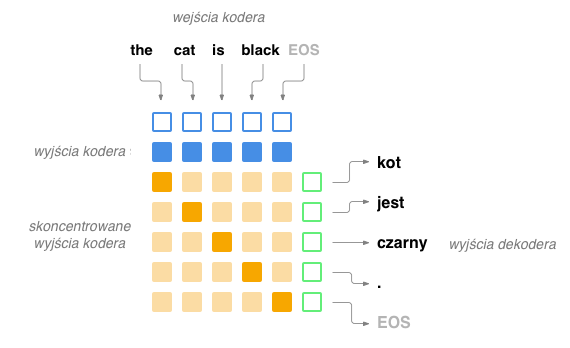 wejścia kodera
the cat is black EOS
wyjścia kodera
kot
jest
skoncentrowane
wyjścia kodera
czarny
wyjścia dekodera
.
EOS